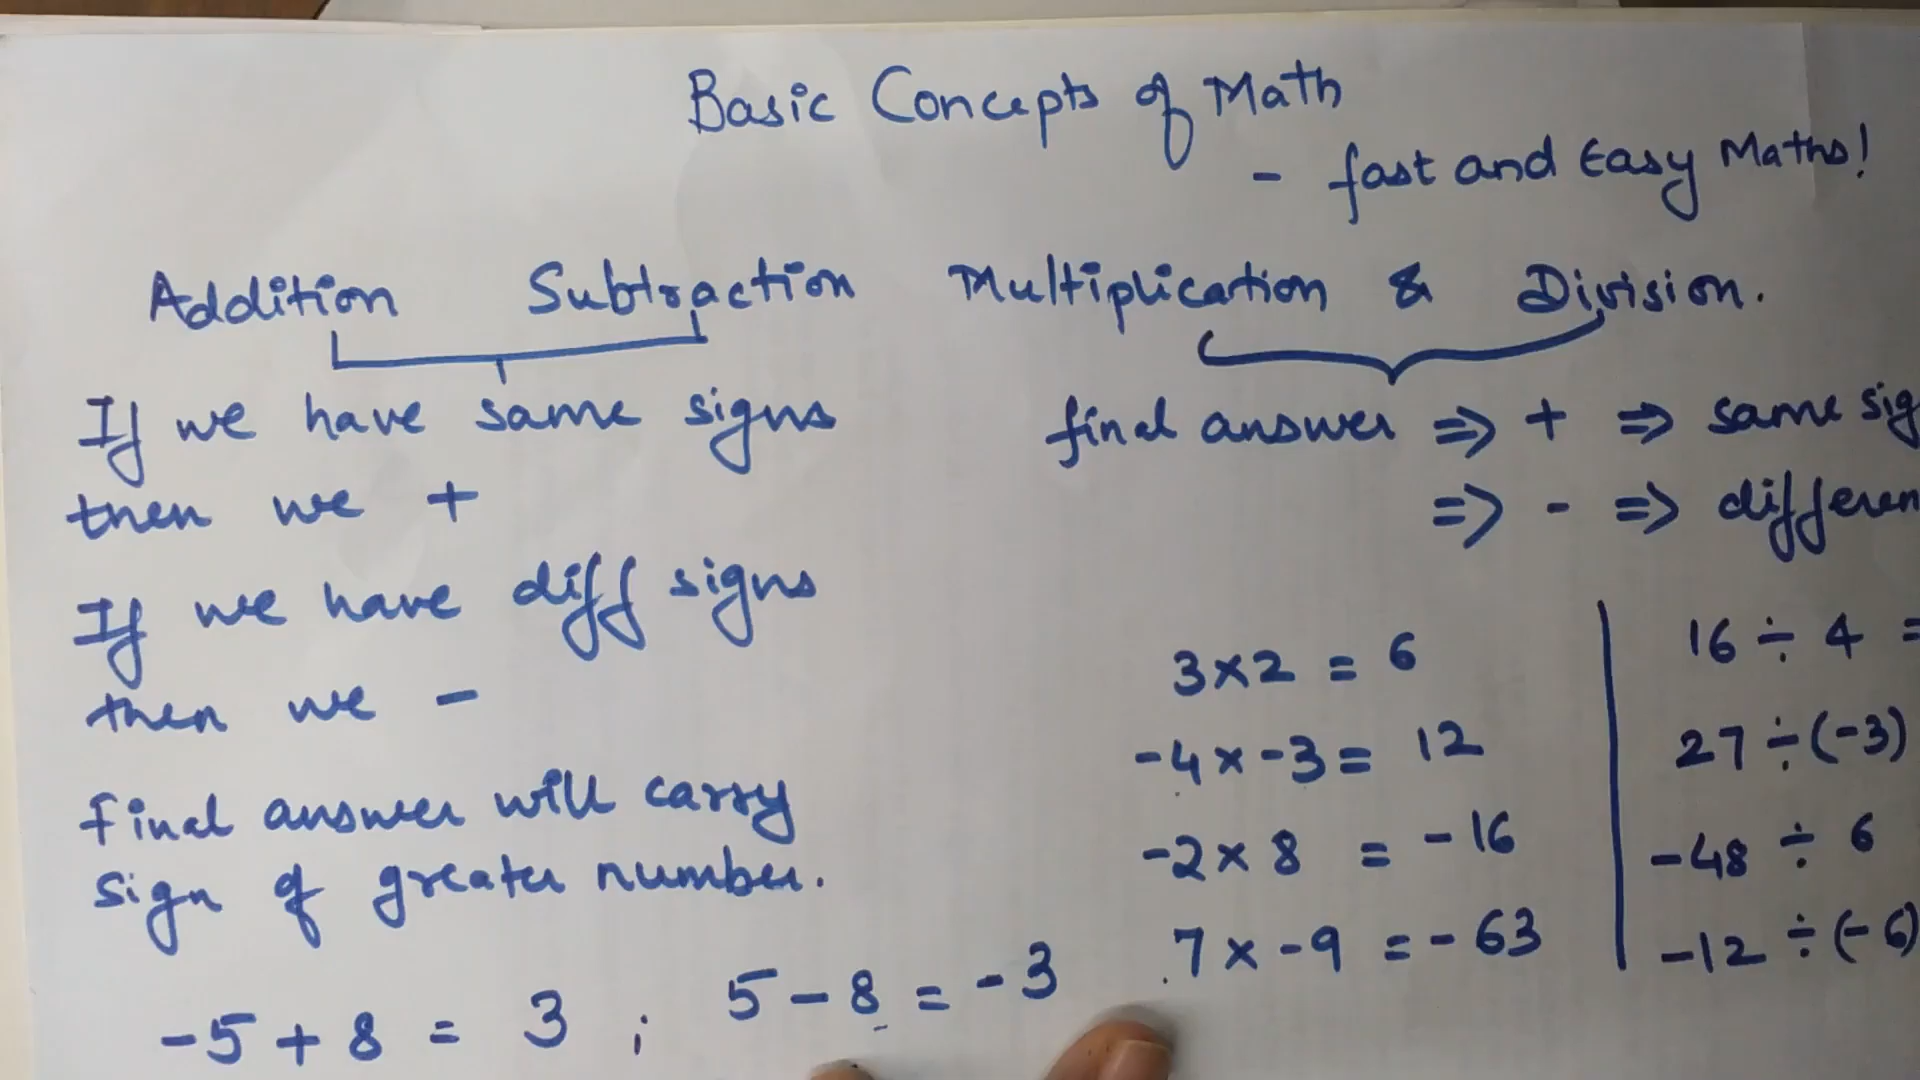 Basic Concepts of Math
- fast and Easy Maths!
Addition Subtraction Multiplication & Division.
If we have same signs
then we +
If we have diff signs
then we -
Final answer will carry
sign of greater number.
-5 + 8 = 3 ; 5 - 8 = -3
final answer => + => same sig
=> - => differen
3 x 2 = 6
-4 x -3 = 12
-2 x 8 = -16
7 x -9 = -63
16 ÷ 4 =
27 ÷ (-3)
-48 ÷ 6
-12 ÷ (-6)